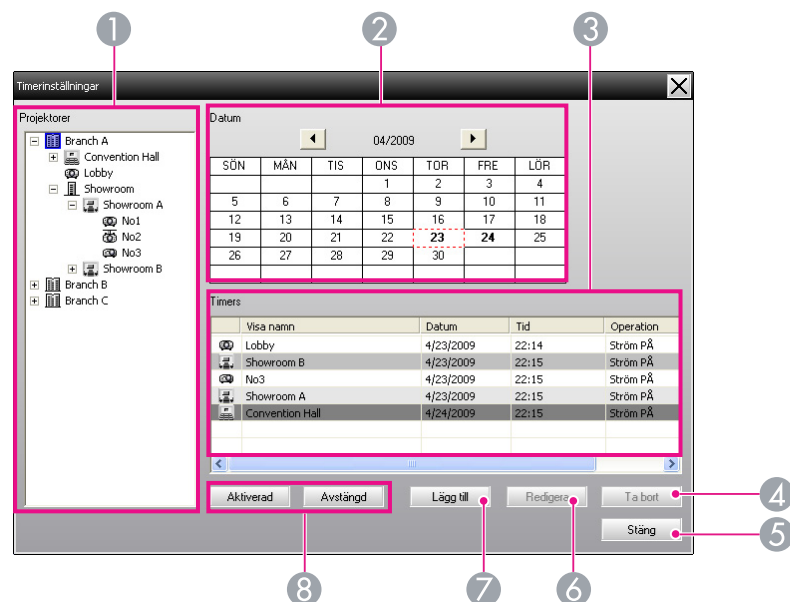 1 2 3
Timerinställningar
Projektorer
Branch A
Convention Hall
Lobby
Showroom
Showroom A
No1
No2
No3
Showroom B
Branch B
Branch C
Datum
04/2009
SÖN MÅN TIS ONS TOR FRE LÖR
1 2 3 4
5 6 7 8 9 10 11
12 13 14 15 16 17 18
19 20 21 22 23 24 25
26 27 28 29 30
Timers
Visa namn Datum Tid Operation
Lobby 4/23/2009 22:14 Ström PÅ
Showroom B 4/23/2009 22:15 Ström PÅ
No3 4/23/2009 22:15 Ström PÅ
Showroom A 4/23/2009 22:15 Ström PÅ
Convention Hall 4/24/2009 22:15 Ström PÅ
Aktiverad Avstängd Lägg till Redigera Ta bort 4
Stäng 5
8 7 6